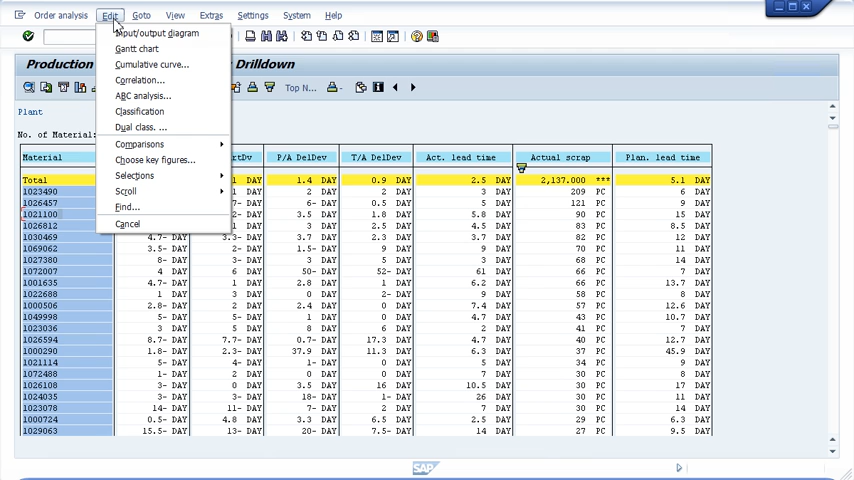 Order analysis Edit Goto View Extras Settings System Help
Input/output diagram
Gantt chart
Cumulative curve...
Correlation...
ABC analysis...
Classification
Dual class. ...
Comparisons
Choose key figures...
Selections
Scroll
Find...
Cancel
Production Drilldown
Top N...
Plant
No. of Material:
Material rtDv P/A DelDev T/A DelDev Act. lead time Actual scrap Plan. lead time
Total 1 DAY 1.4 DAY 0.9 DAY 2.5 DAY 2,137.000 *** 5.1 DAY
1023490 DAY 2 DAY 2 DAY 3 DAY 209 PC 6 DAY
1026457 DAY 6- DAY 0.5 DAY 5 DAY 121 PC 9 DAY
1021100 2- DAY 3.5 DAY 1.8 DAY 5.8 DAY 90 PC 15 DAY
1026812 DAY 3 DAY 2.5 DAY 4.5 DAY 83 PC 8.5 DAY
1030469 4.7- DAY 3.3- DAY 3.7 DAY 2.3 DAY 3.7 DAY 82 PC 12 DAY
1069062 3.5- DAY 2 DAY 1.5- DAY 9 DAY 9 DAY 70 PC 11 DAY
1027380 8- DAY 3- DAY 3 DAY 5 DAY 3 DAY 68 PC 14 DAY
1072007 4 DAY 6 DAY 50- DAY 52- DAY 61 DAY 66 PC 7 DAY
1001635 4.7- DAY 1 DAY 2.8 DAY 1 DAY 6.2 DAY 66 PC 13.7 DAY
1022688 1 DAY 3 DAY 0 DAY 2- DAY 9 DAY 58 PC 8 DAY
1000506 2.8- DAY 2 DAY 2.4 DAY 0 DAY 7.4 DAY 57 PC 12.6 DAY
1049998 5- DAY 5- DAY 1 DAY 0 DAY 4.7 DAY 43 PC 10.7 DAY
1023036 3 DAY 5 DAY 8 DAY 6 DAY 2 DAY 41 PC 7 DAY
1026594 8.7- DAY 7.7- DAY 0.7- DAY 17.3 DAY 4.7 DAY 40 PC 12.7 DAY
1000290 1.8- DAY 2.3- DAY 37.9 DAY 11.3 DAY 6.3 DAY 37 PC 45.9 DAY
1021114 5- DAY 4- DAY 1- DAY 0 DAY 5 DAY 34 PC 9 DAY
1072488 1- DAY 2 DAY 0 DAY 0 DAY 7 DAY 30 PC 8 DAY
1026108 3- DAY 0 DAY 3.5 DAY 16 DAY 10.5 DAY 30 PC 17 DAY
1024035 3- DAY 3- DAY 18- DAY 1- DAY 26 DAY 30 PC 11 DAY
1023078 14- DAY 11- DAY 7- DAY 2 DAY 7 DAY 30 PC 14 DAY
1000724 0.5- DAY 4.8 DAY 3.3 DAY 6.5 DAY 2.5 DAY 29 PC 6.3 DAY
1029063 15.5- DAY 13- DAY 20- DAY 7.5- DAY 14 DAY 27 PC 9.5 DAY
SAP